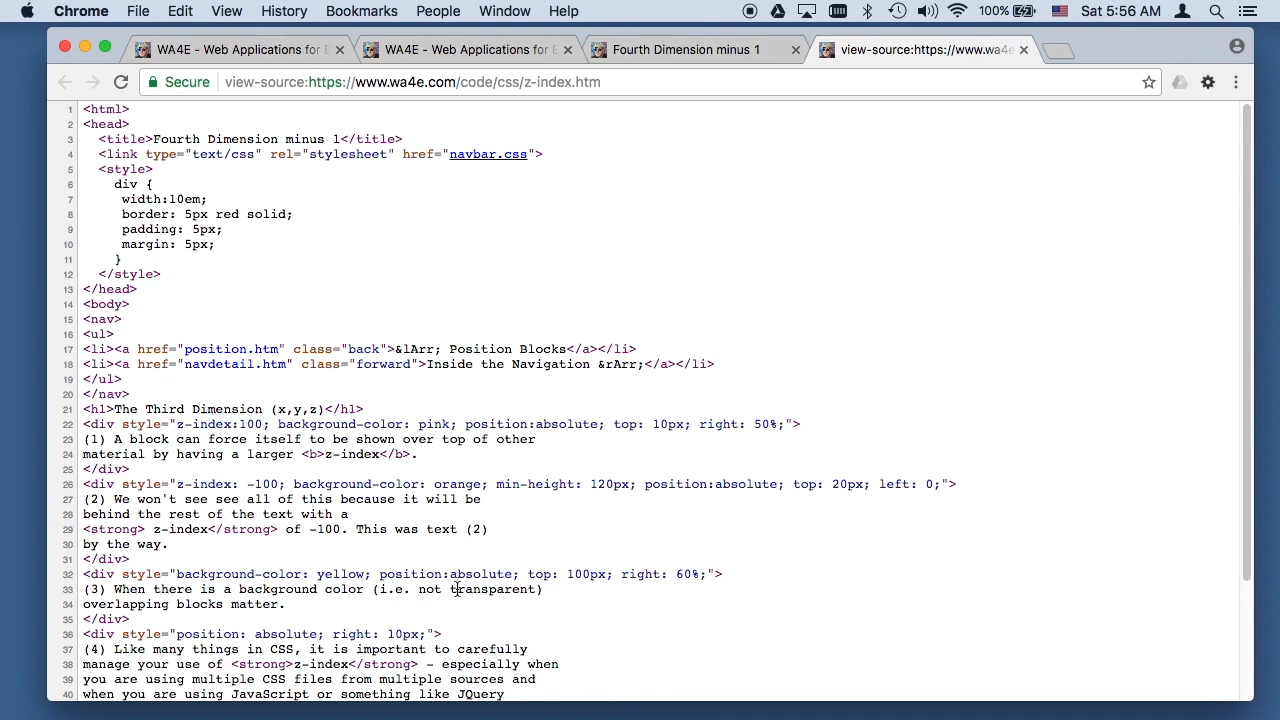 Chrome File Edit View History Bookmarks People Window Help 100% Sat 5:56 AM
WA4E - Web Applications for E
WA4E - Web Applications for E
Fourth Dimension minus 1
view-source:https://www.wa4e
Secure view-source:https://www.wa4e.com/code/css/z-index.htm
1 <html>
2 <head>
3 <title>Fourth Dimension minus 1</title>
4 <link type="text/css" rel="stylesheet" href="navbar.css">
5 <style>
6 div {
7 width:10em;
8 border: 5px red solid;
9 padding: 5px;
10 margin: 5px;
11 }
12 </style>
13 </head>
14 <body>
15 <nav>
16 <ul>
17 <li><a href="position.htm" class="back">&lArr; Position Blocks</a></li>
18 <li><a href="navdetail.htm" class="forward">Inside the Navigation &rArr;</a></li>
19 </ul>
20 </nav>
21 <h1>The Third Dimension (x,y,z)</h1>
22 <div style="z-index:100; background-color: pink; position:absolute; top: 10px; right: 50%;">
23 (1) A block can force itself to be shown over top of other
24 material by having a larger <b>z-index</b>.
25 </div>
26 <div style="z-index: -100; background-color: orange; min-height: 120px; position:absolute; top: 20px; left: 0;">
27 (2) We won't see see all of this because it will be
28 behind the rest of the text with a
29 <strong> z-index</strong> of -100. This was text (2)
30 by the way.
31 </div>
32 <div style="background-color: yellow; position:absolute; top: 100px; right: 60%;">
33 (3) When there is a background color (i.e. not transparent)
34 overlapping blocks matter.
35 </div>
36 <div style="position: absolute; right: 10px;">
37 (4) Like many things in CSS, it is important to carefully
38 manage your use of <strong>z-index</strong> - especially when
39 you are using multiple CSS files from multiple sources and
40 when you are using JavaScript or something like JQuery